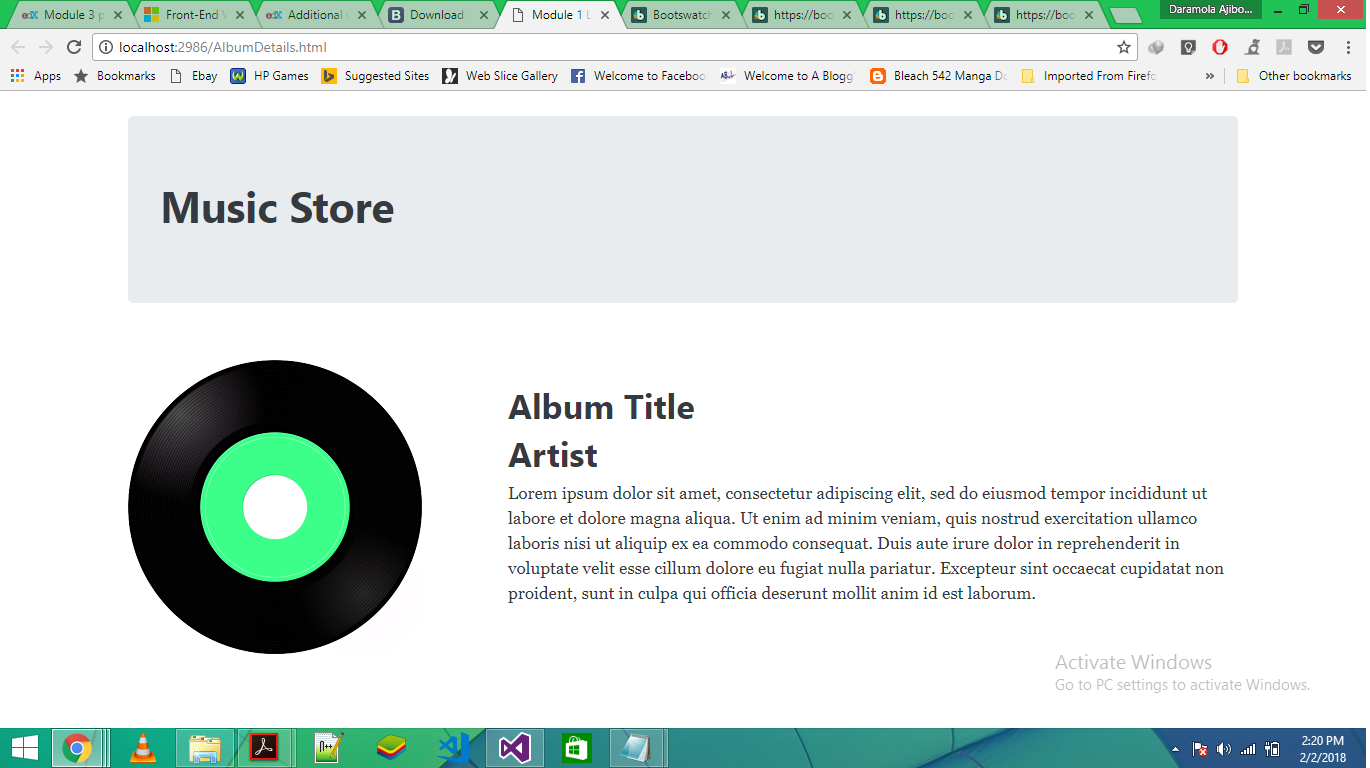 Module 3 p
Front-End W
Additional
Download
Module 1 L
Bootswatch
https://boo
https://boo
https://boo
Daramola Ajibo...
localhost:2986/AlbumDetails.html
Apps
Bookmarks
Ebay
HP Games
Suggested Sites
Web Slice Gallery
Welcome to Faceboo
Welcome to A Blogg
Bleach 542 Manga
Imported From Firefo
»
Other bookmarks
Music Store
Album Title
Artist
Lorem ipsum dolor sit amet, consectetur adipiscing elit, sed do eiusmod tempor incididunt ut
labore et dolore magna aliqua. Ut enim ad minim veniam, quis nostrud exercitation ullamco
laboris nisi ut aliquip ex ea commodo consequat. Duis aute irure dolor in reprehenderit in
voluptate velit esse cillum dolore eu fugiat nulla pariatur. Excepteur sint occaecat cupidatat non
proident, sunt in culpa qui officia deserunt mollit anim id est laborum.
Activate Windows
Go to PC settings to activate Windows.
2:20 PM
2/2/2018